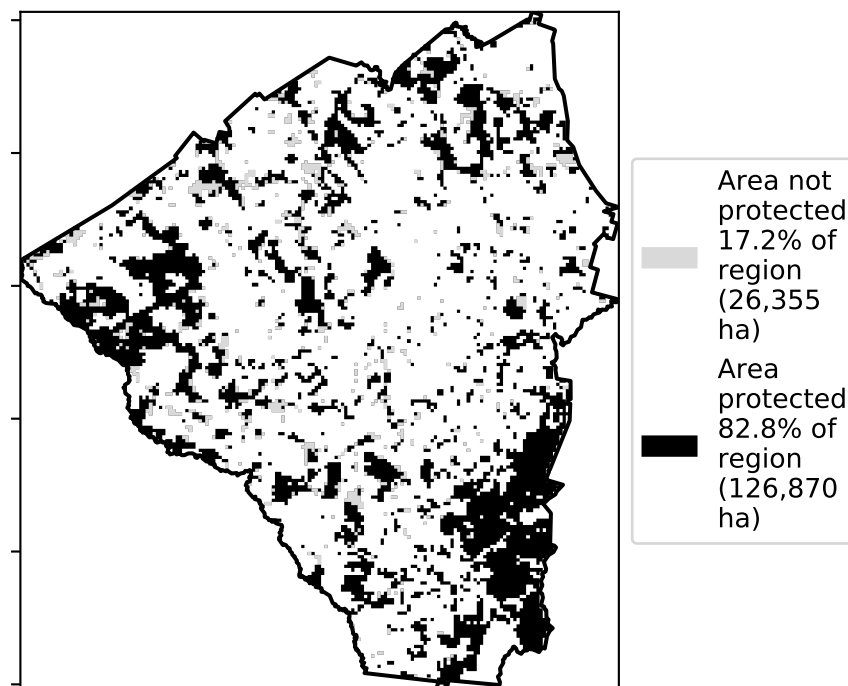 Area not
protected
17.2% of
region
(26,355
ha)
Area
protected
82.8% of
region
(126,870
ha)